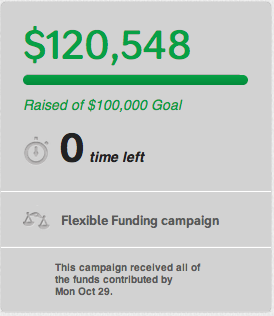 $120,548
Raised of $100,000 Goal
0 time left
Flexible Funding campaign
This campaign received all of
the funds contributed by
Mon Oct 29.